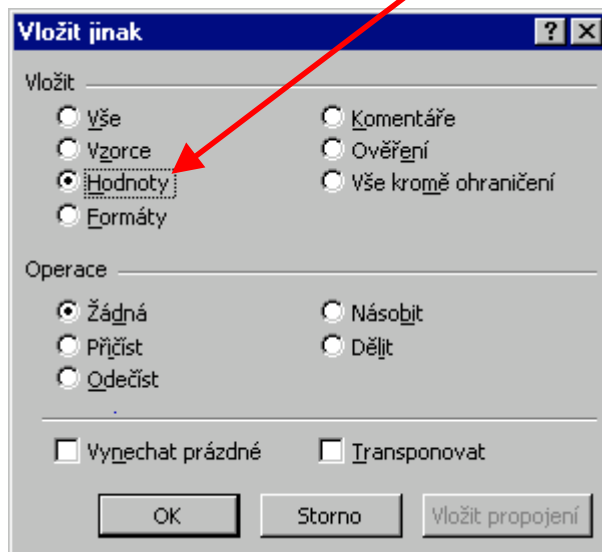 Vložit jinak
Vložit
Vše
Komentáře
Vzorce
Ověření
Hodnoty
Vše kromě ohraničení
Formáty
Operace
Žádná
Násobit
Přičíst
Dělit
Odečíst
Vynechat prázdné
Transponovat
OK
Storno
Vložit propojení